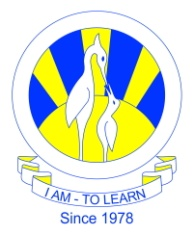 I AM - TO LEARN
Since 1978